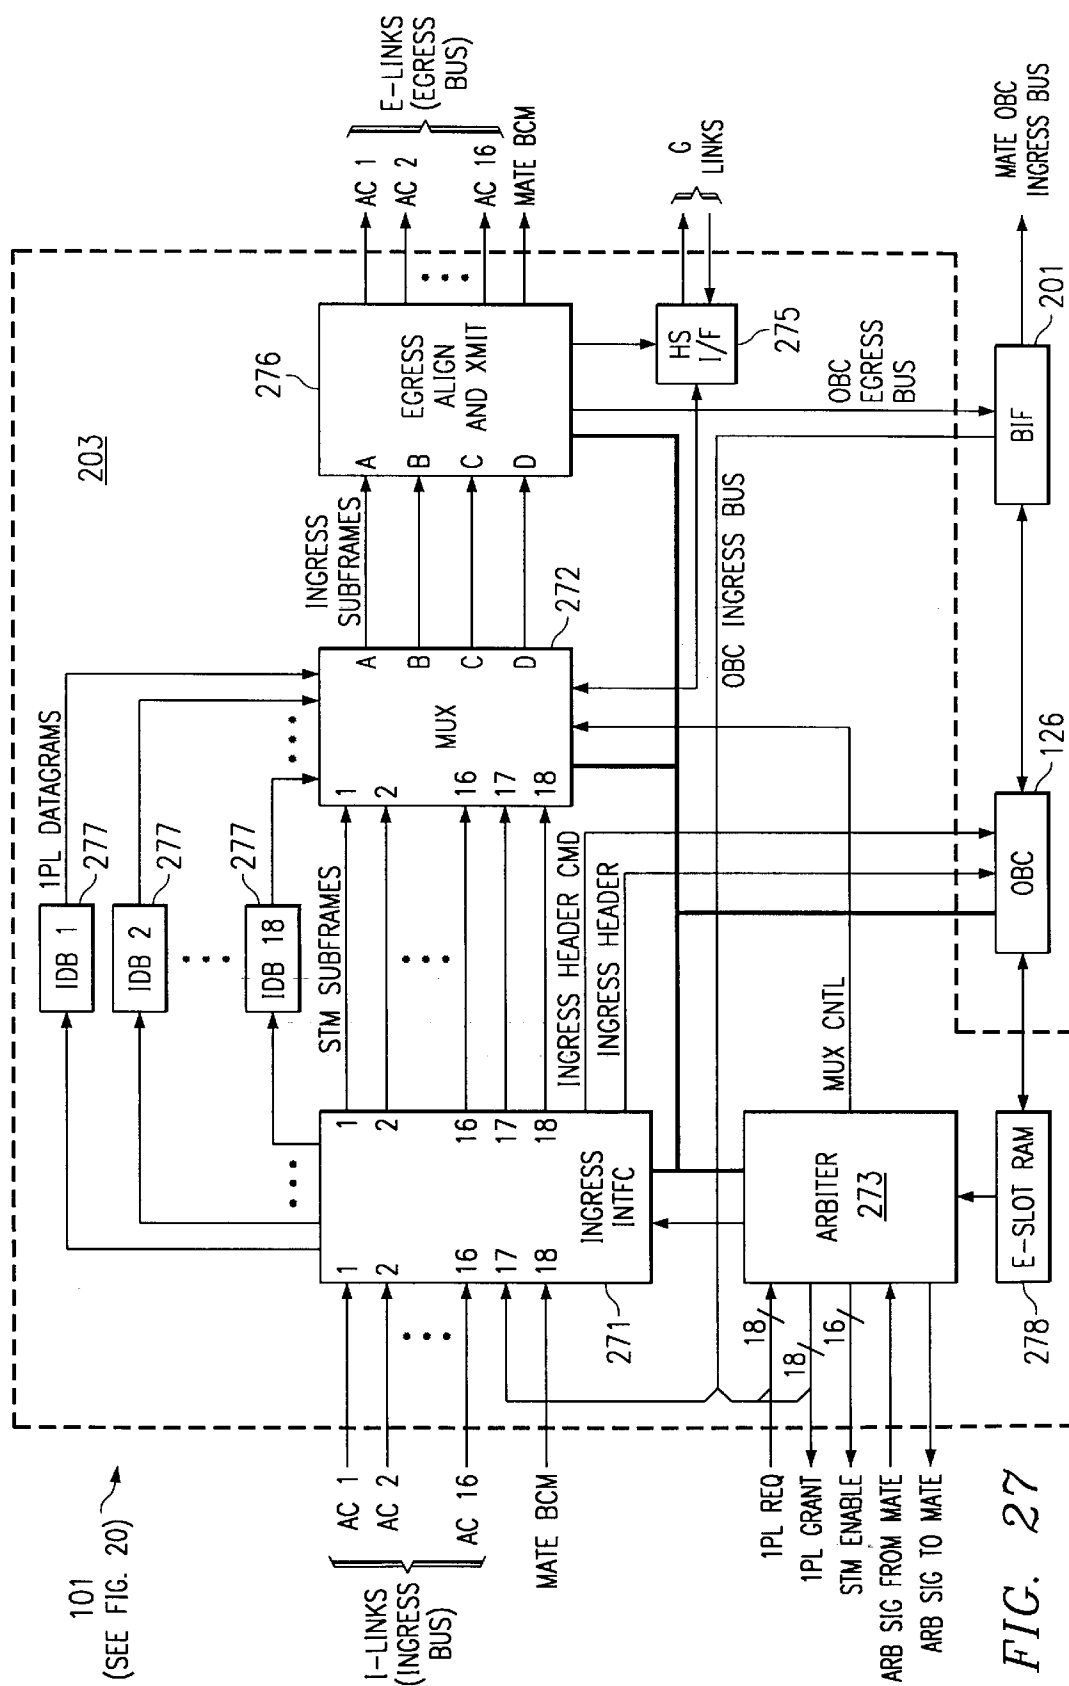 101
(SEE FIG. 20)
203
I-LINKS
(INGRESS
BUS)
AC 1
AC 2
AC 16
MATE BCM
1PL REQ
1PL GRANT
STM ENABLE
ARB SIG FROM MATE
ARB SIG TO MATE
18
18
16
1
2
16
17
18
INGRESS
INTFC
271
1
2
16
17
18
ARBITER
273
E-SLOT RAM
278
IDB 1
277
IDB 2
277
IDB 18
277
1PL DATAGRAMS
STM SUBFRAMES
INGRESS HEADER CMD
INGRESS HEADER
MUX CNTL
OBC
126
1
2
16
17
18
MUX
A
B
C
D
272
INGRESS
SUBFRAMES
OBC INGRESS BUS
A
B
C
D
EGRESS
ALIGN
AND XMIT
276
HS
I/F
275
OBC
EGRESS
BUS
BIF
201
AC 1
AC 2
AC 16
MATE BCM
E-LINKS
(EGRESS
BUS)
G
LINKS
MATE OBC
INGRESS BUS
FIG. 27